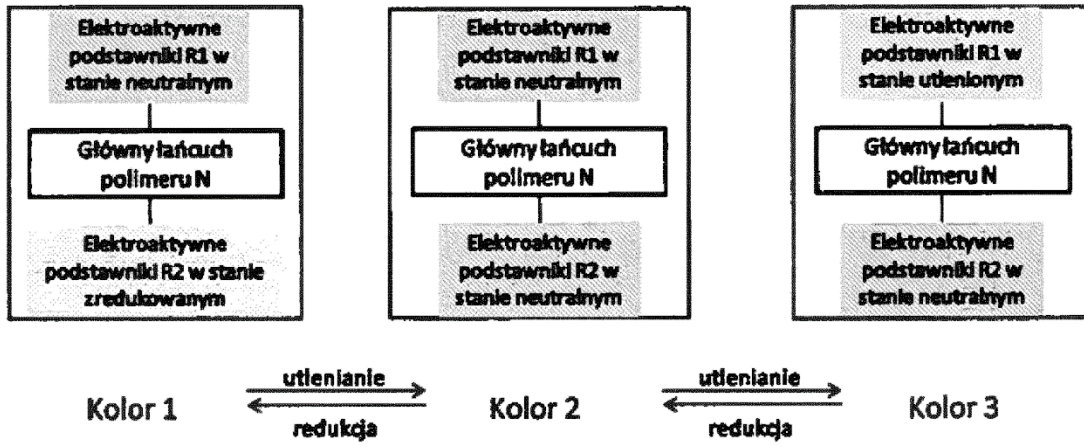 Elektroaktywne
podstawniki R1 w
stanie neutralnym
Główny łańcuch
polimeru N
Elektroaktywne
podstawniki R2 w stanie
zredukowanym
Elektroaktywne
podstawniki R1 w
stanie neutralnym
Główny łańcuch
polimeru N
Elektroaktywne
podstawniki R2 w
stanie neutralnym
Elektroaktywne
podstawniki R1 w
stanie utlenionym
Główny łańcuch
polimeru N
Elektroaktywne
podstawniki R2 w
stanie neutralnym
Kolor 1
utlenianie
redukcja
Kolor 2
utlenianie
redukcja
Kolor 3